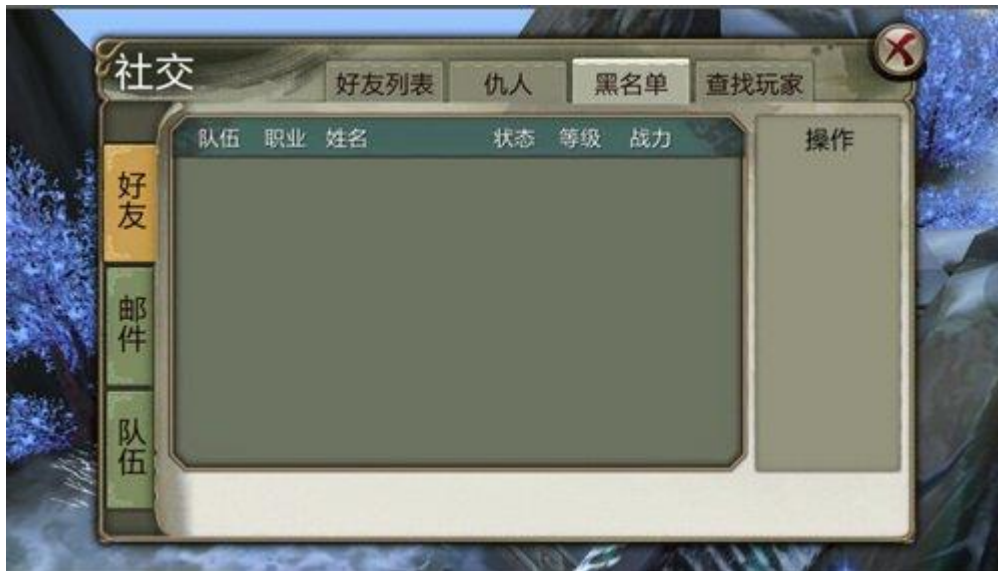 社交
好友列表 仇人 黑名单 查找玩家
队伍 职业 姓名 状态 等级 战力 操作
好友
邮件
队伍